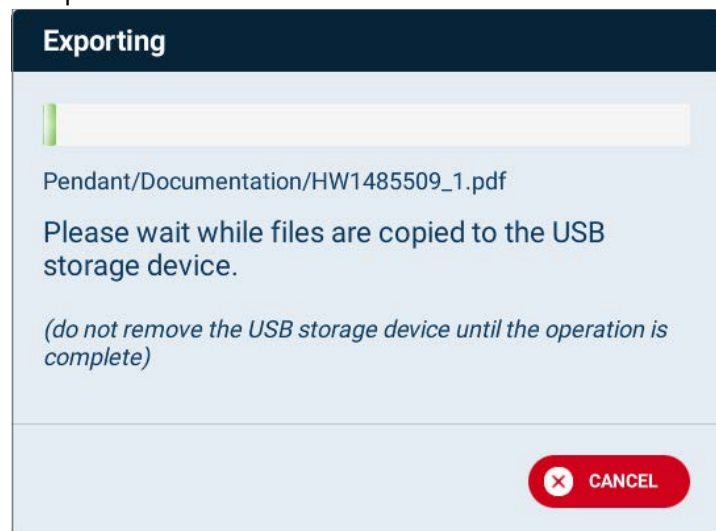 Exporting
Pendant/Documentation/HW1485509_1.pdf
Please wait while files are copied to the USB
storage device.
(do not remove the USB storage device until the operation is
complete)
CANCEL